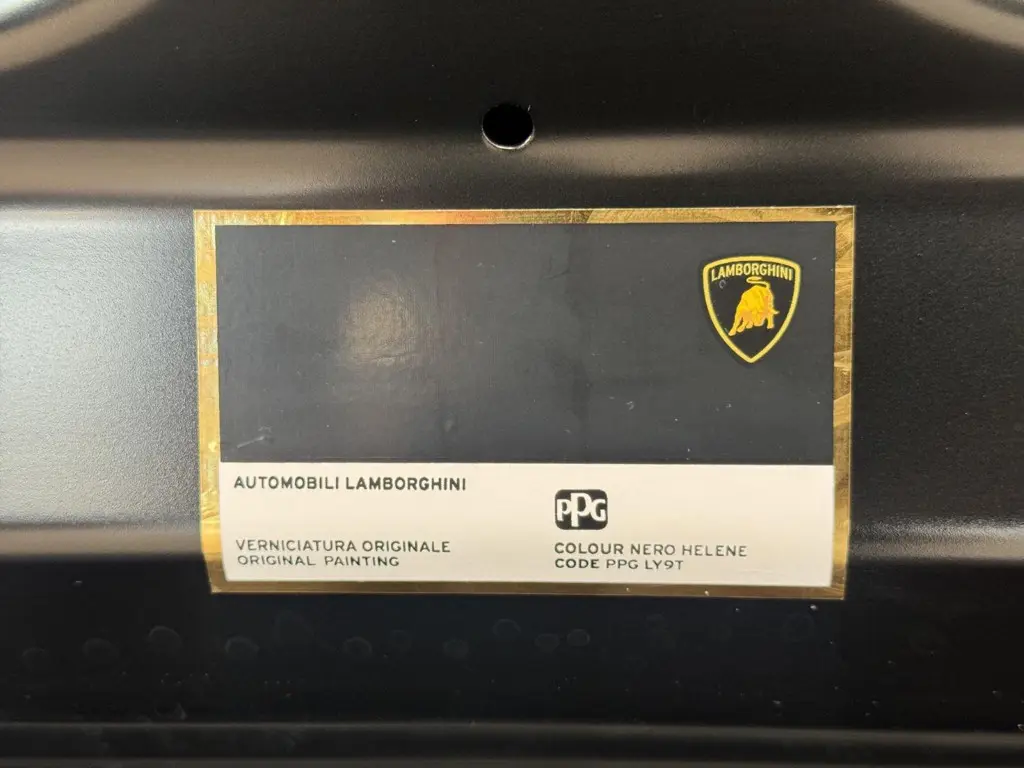 LAMBORGHINI
AUTOMOBILI LAMBORGHINI
PPG
VERNICIATURA ORIGINALE
ORIGINAL PAINTING
COLOUR NERO HELENE
CODE PPG LY9T